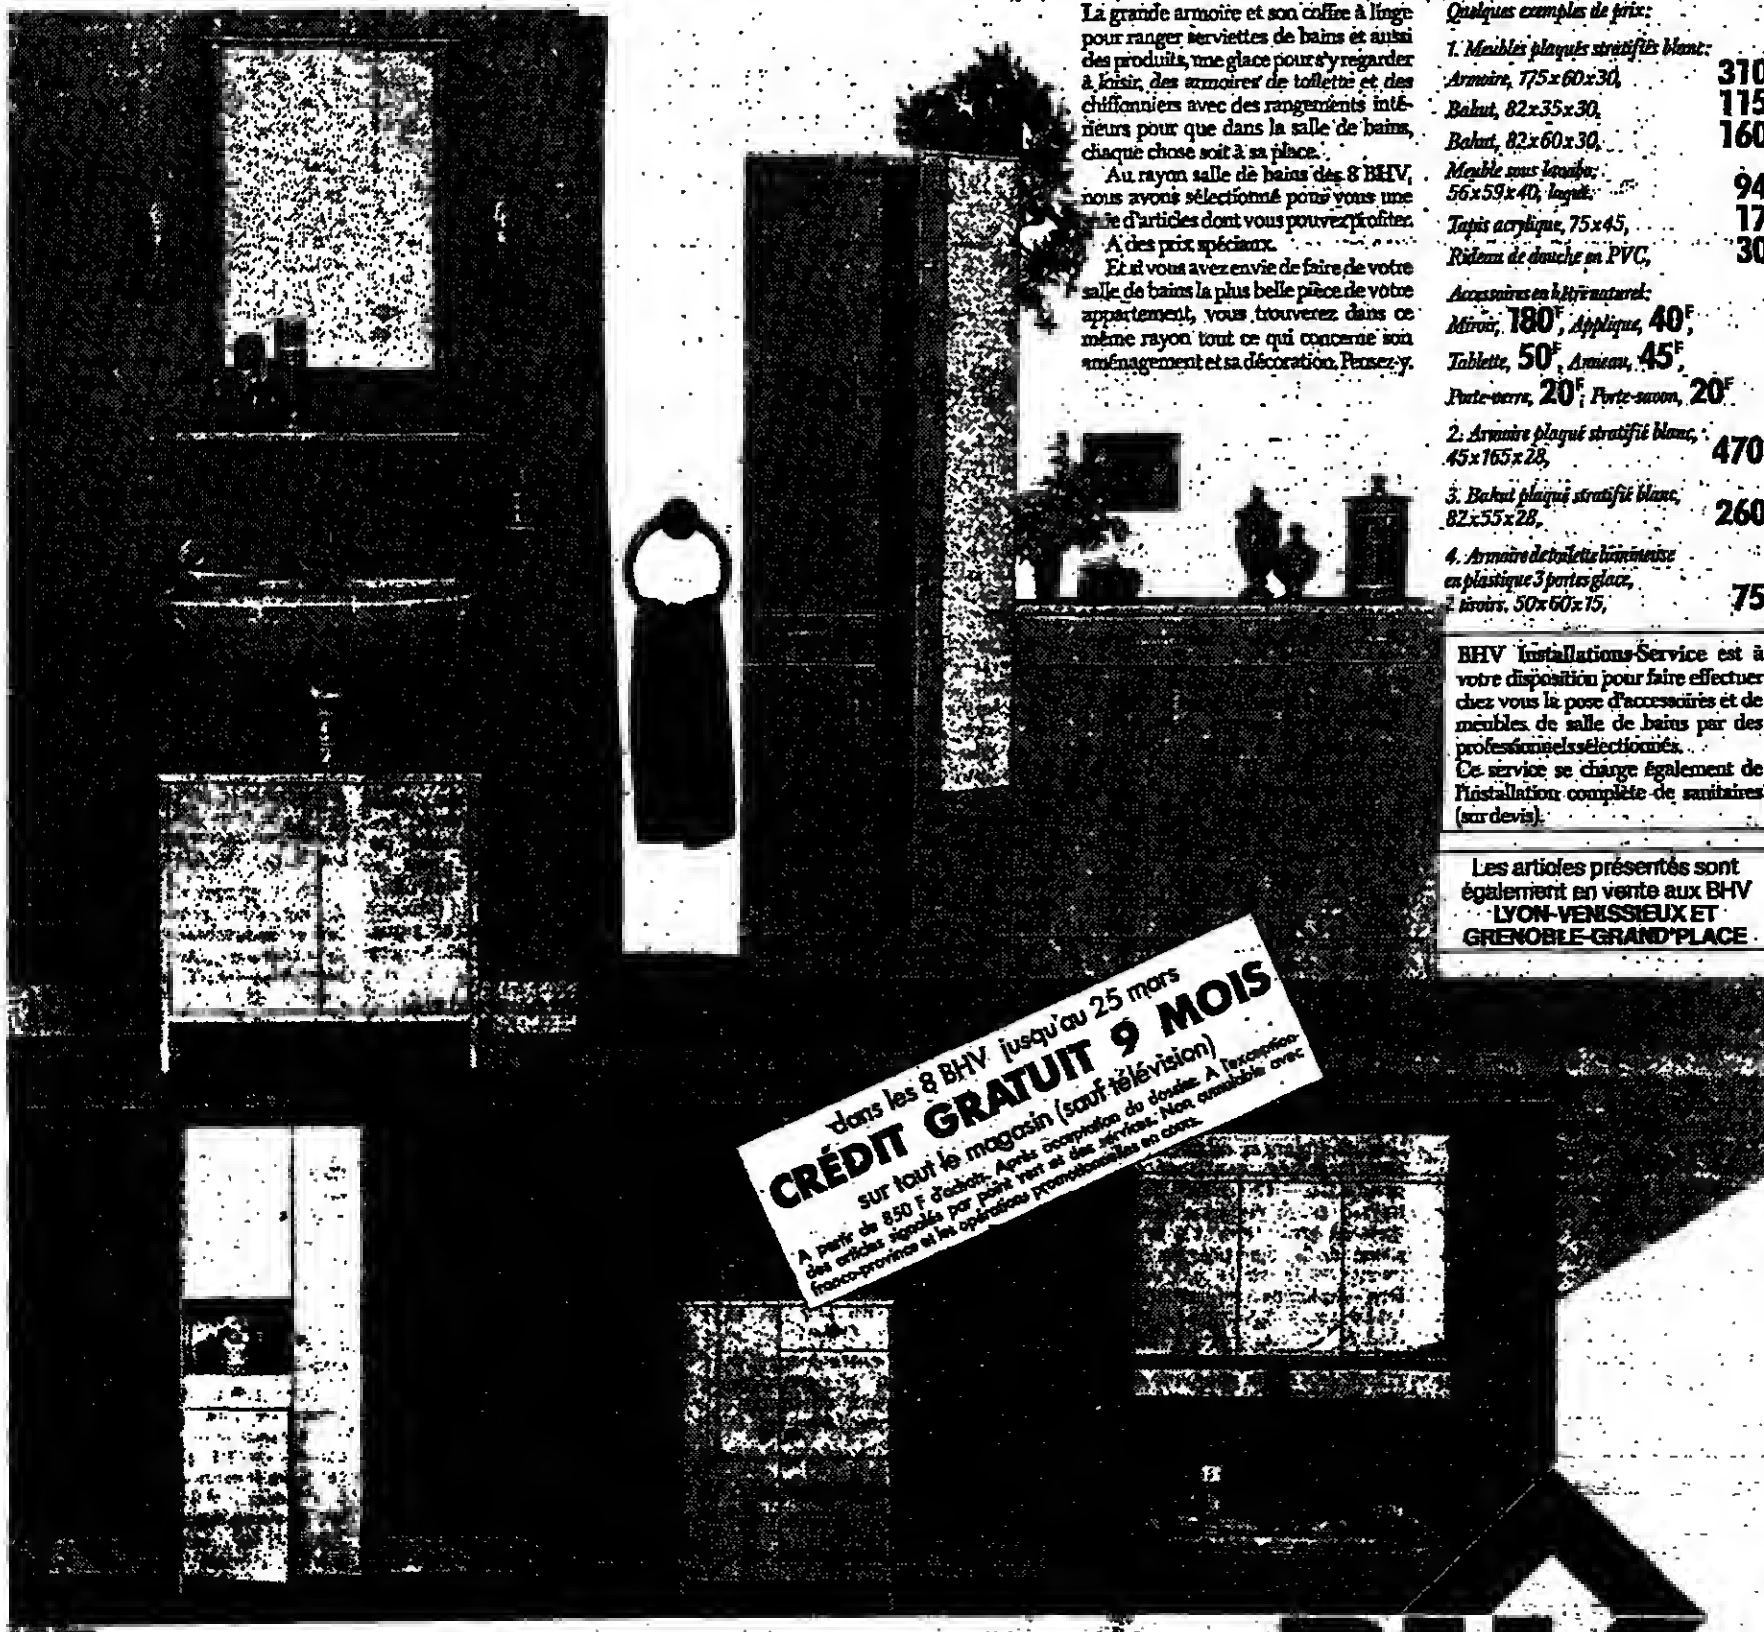 La grande armoire et son coffre à linge
pour ranger serviettes de bains et aussi
des produits, une glace pour s'y regarder
à loisir, des armoires de toilette et des
chiffonniers avec des rangements inté-
rieurs pour que dans la salle de bains,
chaque chose soit à sa place.
Au rayon salle de bains des 8 BHV,
nous avons sélectionné pour vous une
d'articles dont vous pouvez profiter.
A des prix spéciaux.
Et si vous avez envie de faire de votre
salle de bains la plus belle pièce de votre
appartement, vous trouverez dans ce
même rayon tout ce qui concerne son
aménagement et sa décoration. Pensez-y.
Quelques exemples de prix:
1. Meubles plaqués stratifiés blanc:
Armoire, 175x60x30, 310
Bahut, 82x35x30, 115
Bahut, 82x60x30, 160
Meuble sous lavabo:
56x59x40, laqué: 94
Tapis acrylique, 75x45, 17
Rideau de douche en PVC, 30
Accessoires en hêtre naturel:
Miroir, 180F, Applique, 40F,
Tablette, 50F, Anneau, 45F,
Porte-verre, 20F; Porte-savon, 20F
2. Armoire plaqué stratifié blanc,
45x165x28, 470
3. Bahut plaqué stratifié blanc,
82x55x28, 260
4. Armoire de toilette lumineuse
en plastique 3 portes glace,
2 tiroirs, 50x60x15, 75
BHV Installations-Service est à
votre disposition pour faire effectuer
chez vous la pose d'accessoires et de
meubles de salle de bains par des
professionnels sélectionnés.
Ce service se charge également de
l'installation complète de sanitaires
(sur devis).
Les articles présentés sont
également en vente aux BHV
LYON-VENISSIEUX ET
GRENOBLE-GRAND'PLACE
dans les 8 BHV jusqu'au 25 mars
CRÉDIT GRATUIT 9 MOIS
sur tout le magasin (sauf télévision)
A partir de 850 F d'achats. Après acceptation du dossier. A l'exception
des articles signalés par point vert et des services. Non cumulable avec
franco-province et les opérations promotionnelles en cours.